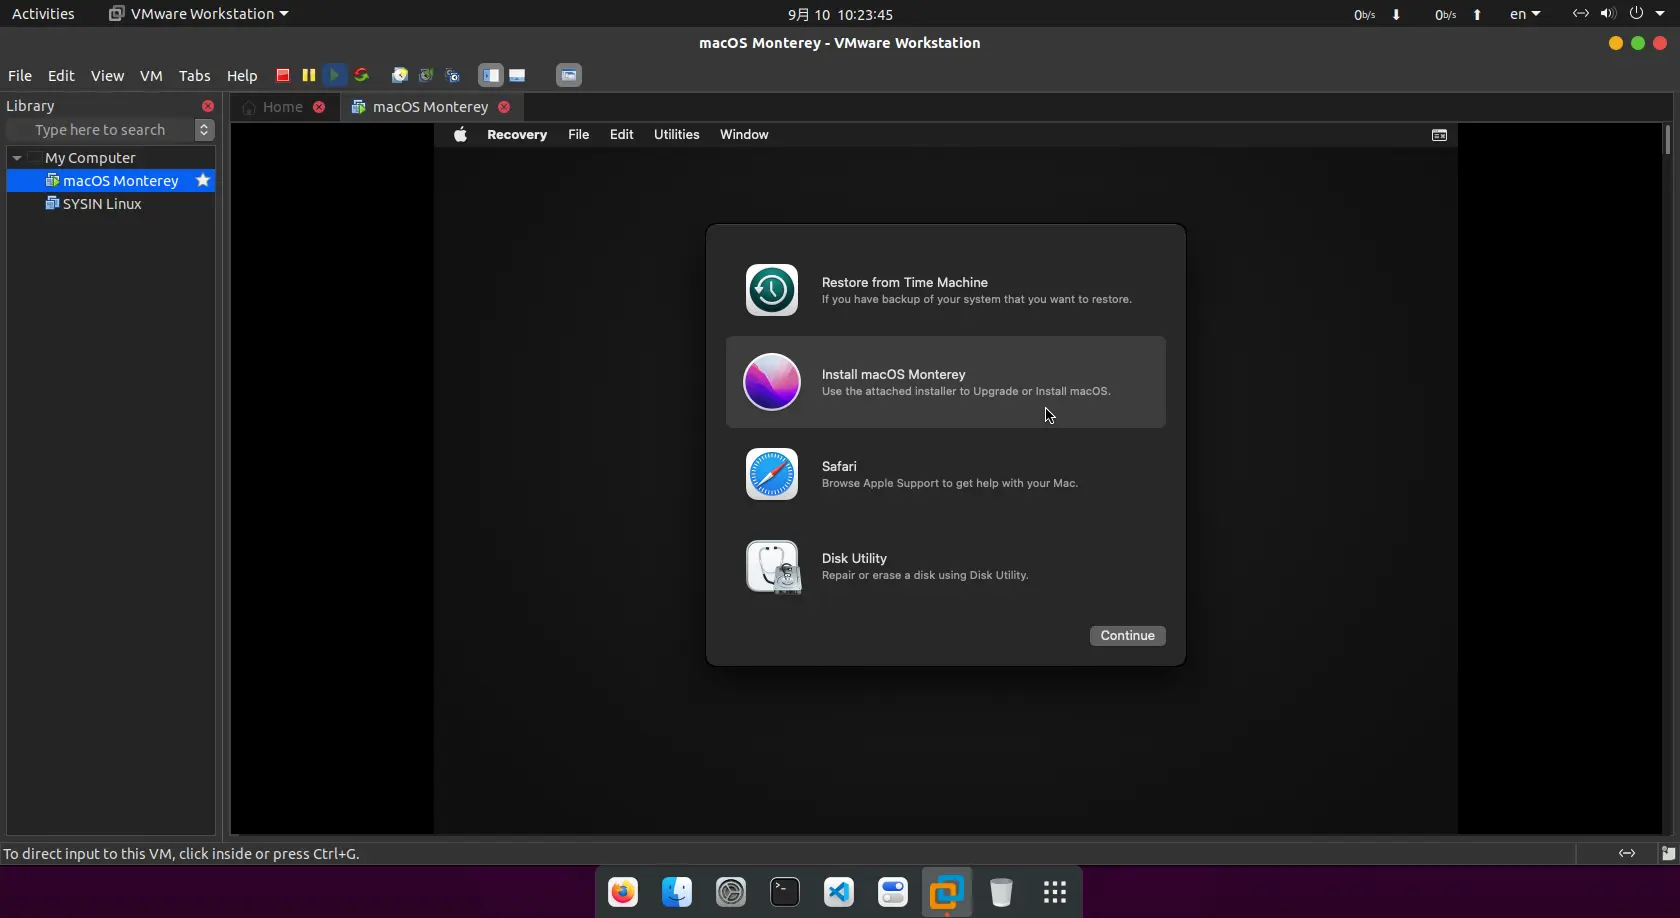 Activities VMware Workstation 9月 10 10:23:45 0b/s 0b/s en
macOS Monterey - VMware Workstation
File Edit View VM Tabs Help
Library
Home macOS Monterey
Type here to search
Recovery File Edit Utilities Window
My Computer
macOS Monterey
SYSIN Linux
Restore from Time Machine
If you have backup of your system that you want to restore.
Install macOS Monterey
Use the attached installer to Upgrade or Install macOS.
Safari
Browse Apple Support to get help with your Mac.
Disk Utility
Repair or erase a disk using Disk Utility.
Continue
To direct input to this VM, click inside or press Ctrl+G.